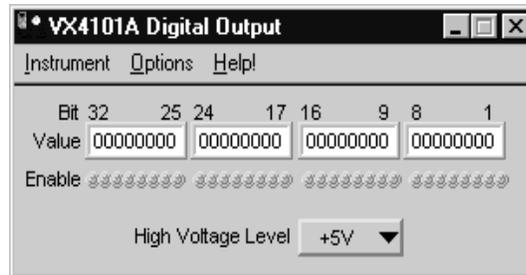 VX4101A Digital Output
Instrument Options Help!
Bit 32 25 24 17 16 9 8 1
Value 00000000 00000000 00000000 00000000
Enable
High Voltage Level +5V